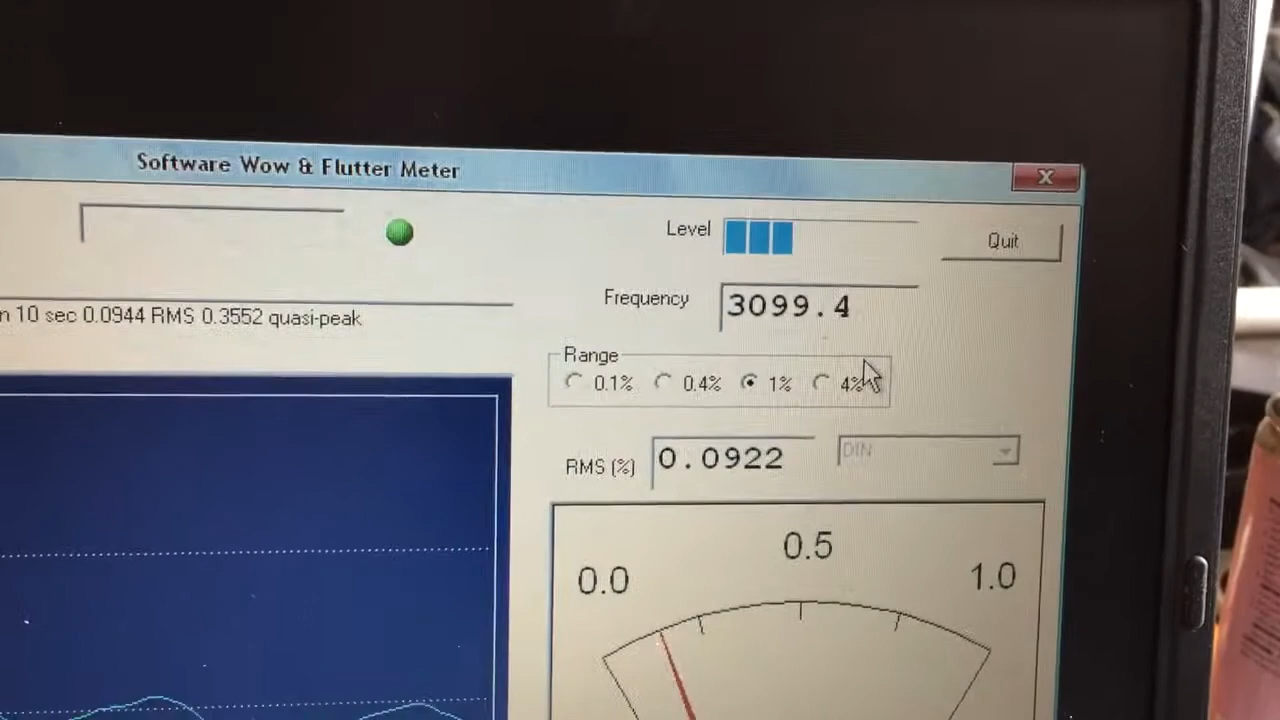 Software Wow & Flutter Meter
X
Level
Quit
Frequency
3099.4
n 10 sec 0.0944 RMS 0.3552 quasi-peak
Range
0.1% 0.4% 1% 4%
RMS (%)
0.0922
DIN
0.0
0.5
1.0